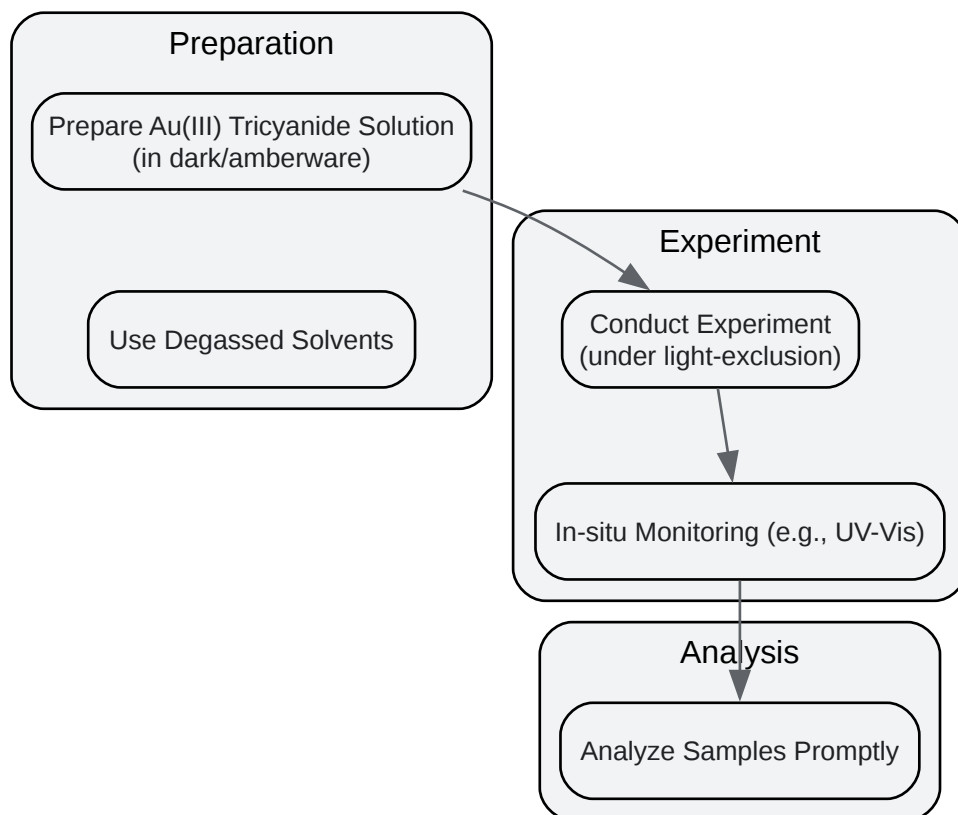 Preparation
Prepare Au(III) Tricyanide Solution
(in dark/amberware)
Use Degassed Solvents
Experiment
Conduct Experiment
(under light-exclusion)
In-situ Monitoring (e.g., UV-Vis)
Analysis
Analyze Samples Promptly